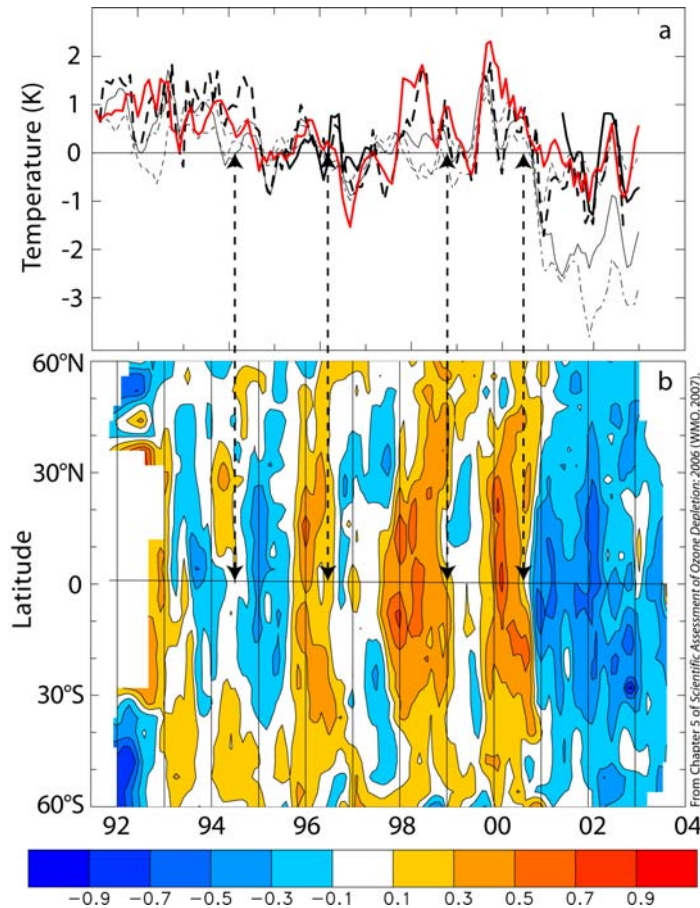 a
2
1
0
-1
-2
-3
Temperature (K)
b
60°N
30°N
0
30°S
60°S
Latitude
92 94 96 98 00 02 04
From Chapter 5 of Scientific Assessment of Ozone Depletion: 2006 (WMO, 2007).
−0.9 −0.7 −0.5 −0.3 −0.1 0.1 0.3 0.5 0.7 0.9